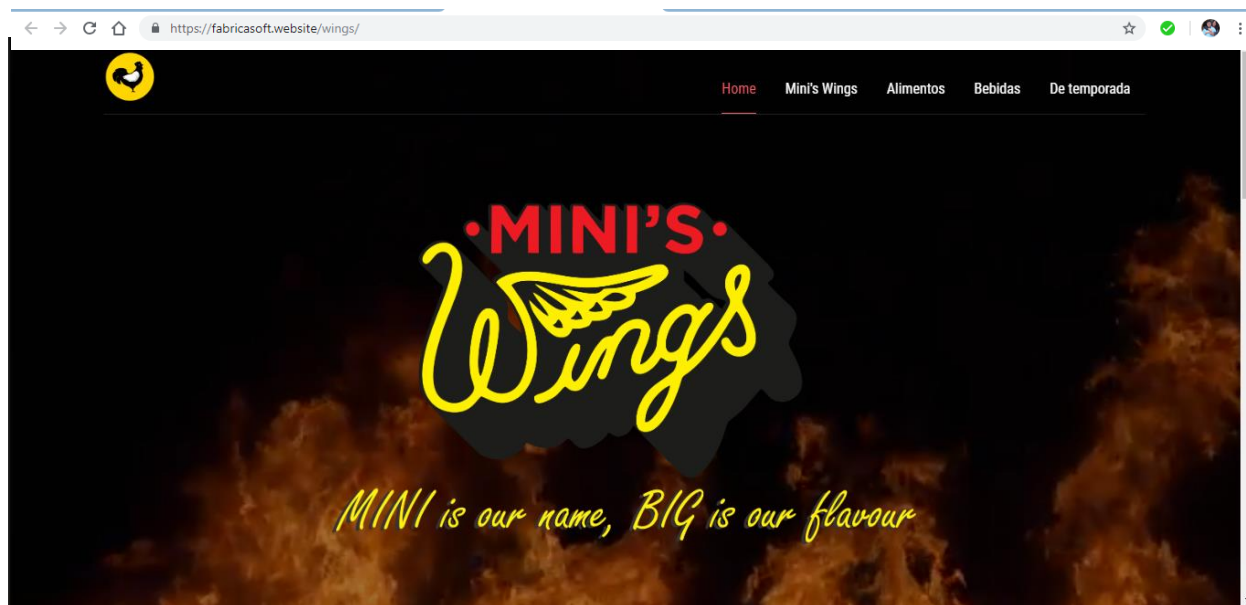 https://fabricasoft.website/wings/
Home Mini's Wings Alimentos Bebidas De temporada
•MINI'S•
Wings
MINI is our name, BIG is our flavour